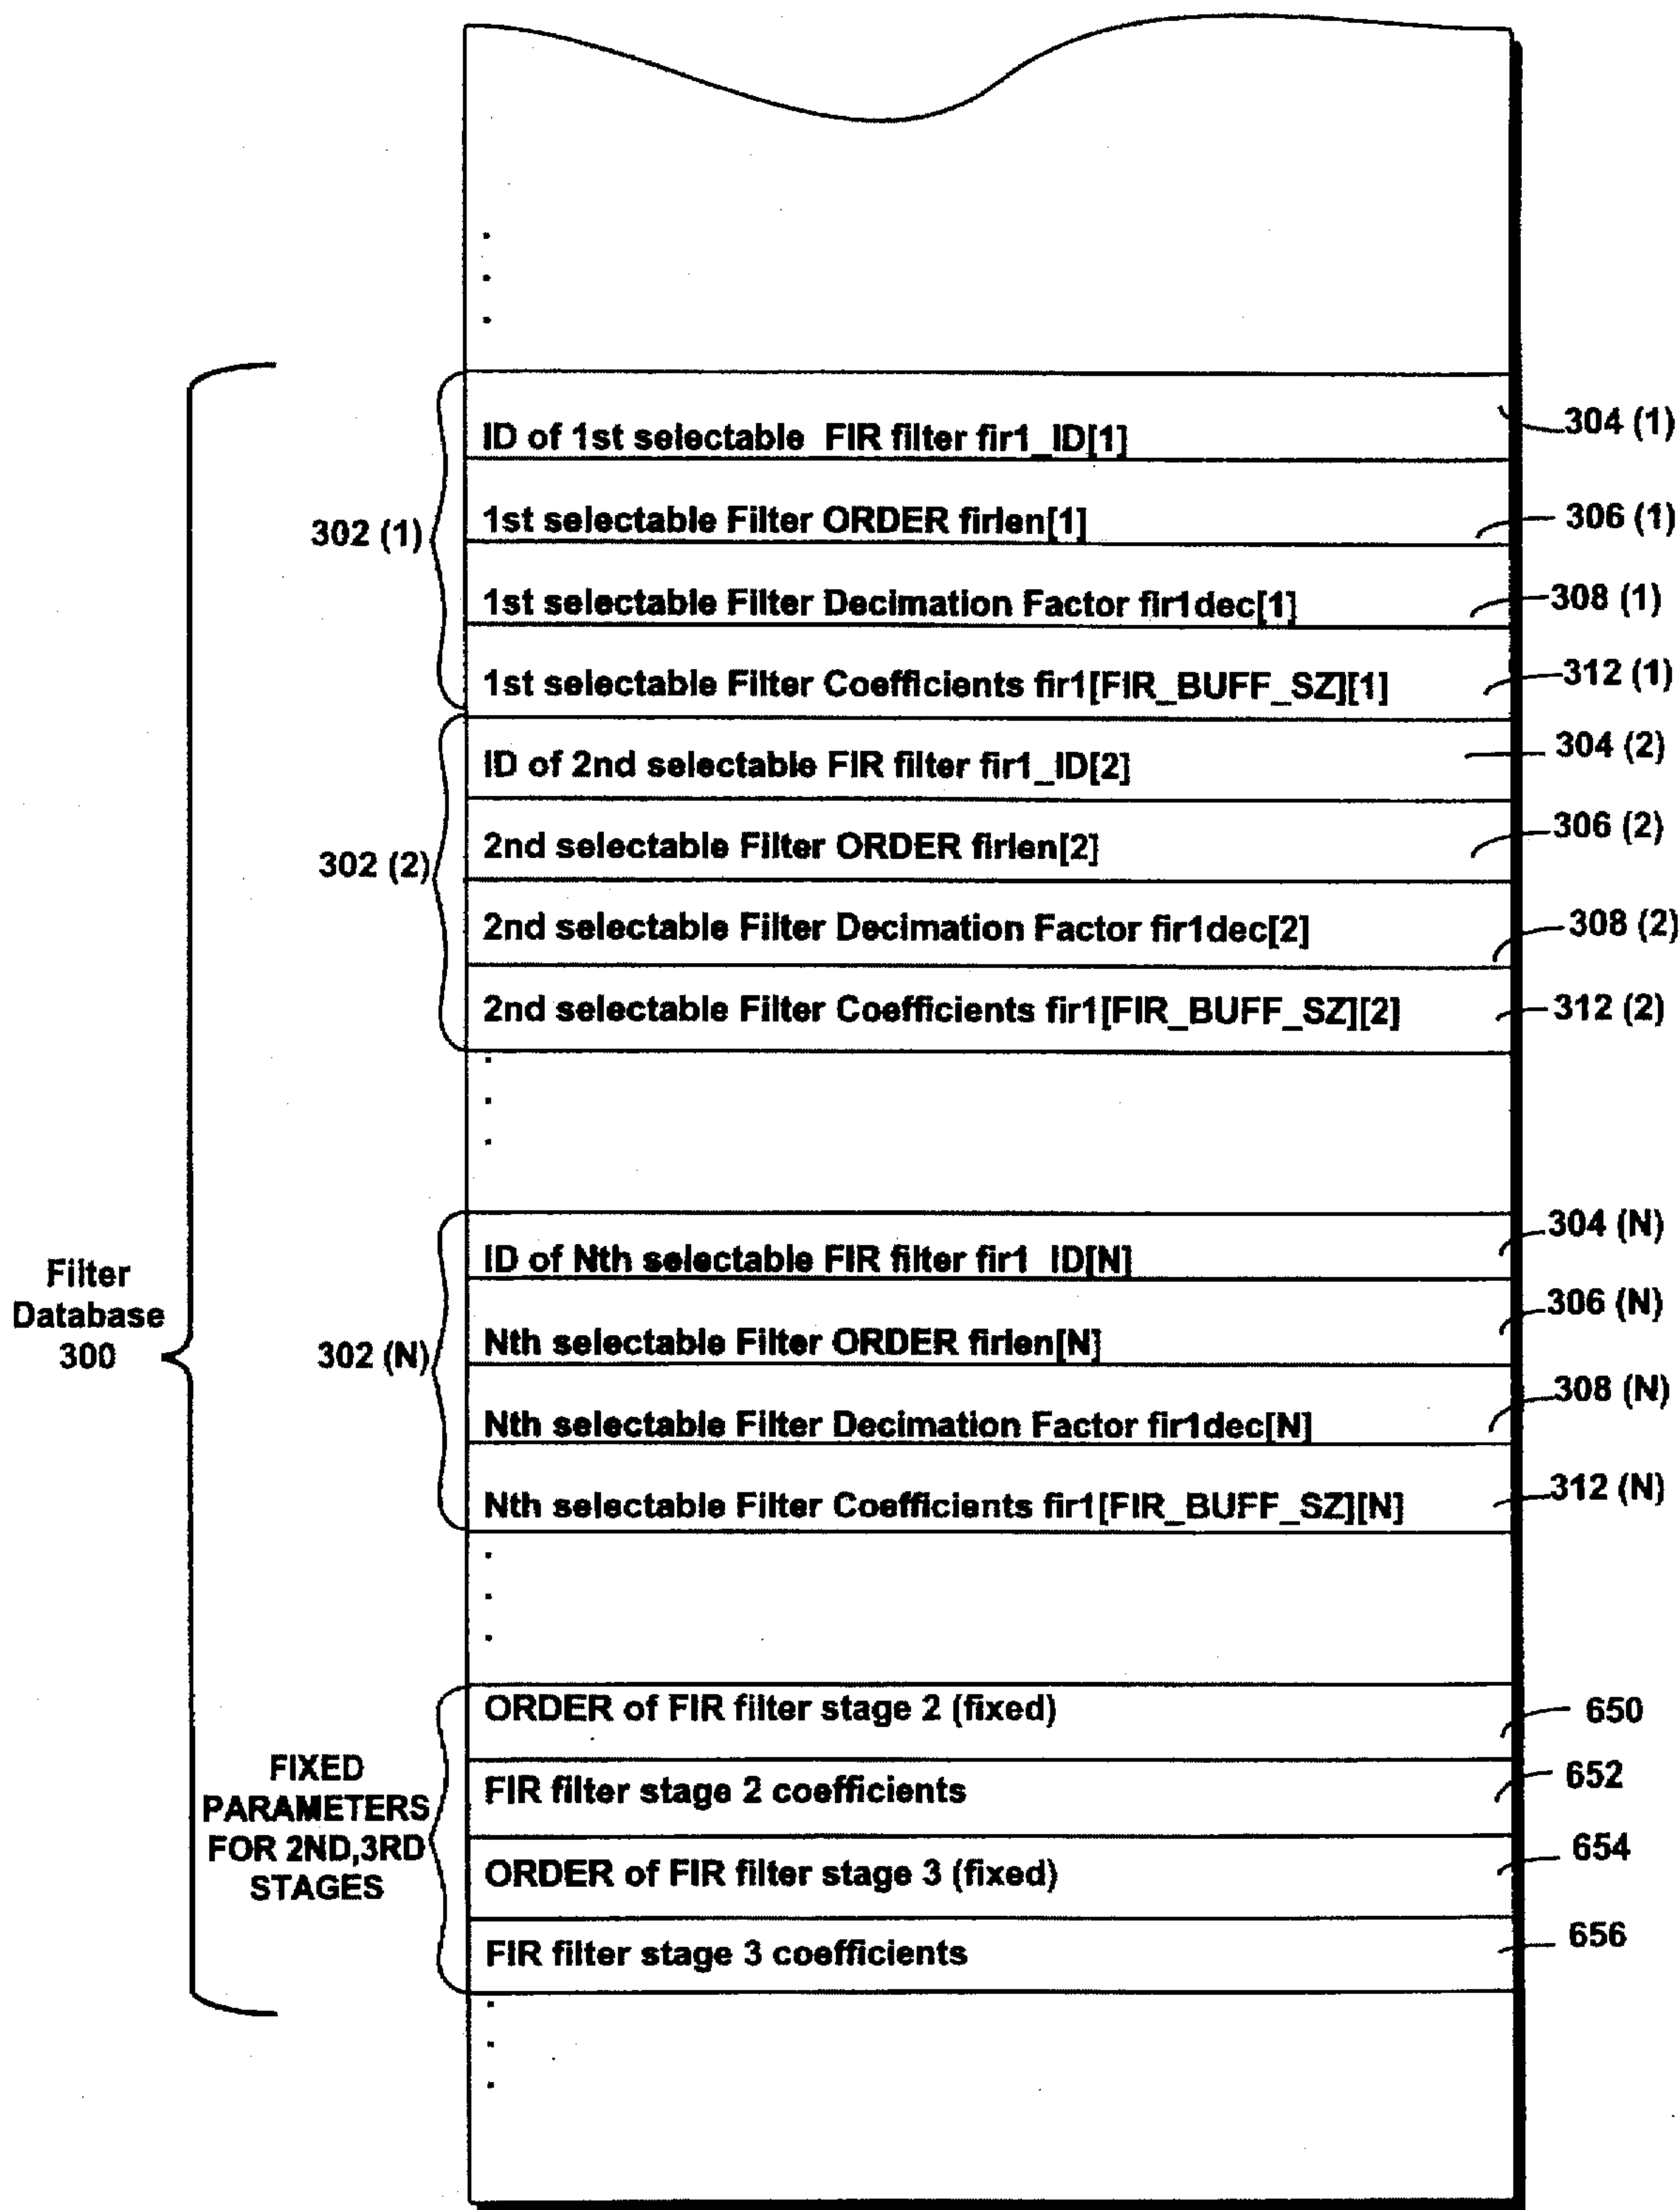 304 (1)
ID of 1st selectable FIR filter fir1_ID[1]
302 (1)
1st selectable Filter ORDER firlen[1]
306 (1)
1st selectable Filter Decimation Factor fir1dec[1]
308 (1)
1st selectable Filter Coefficients fir1[FIR_BUFF_SZ][1]
312 (1)
ID of 2nd selectable FIR filter fir1_ID[2]
304 (2)
302 (2)
2nd selectable Filter ORDER firlen[2]
306 (2)
2nd selectable Filter Decimation Factor fir1dec[2]
308 (2)
2nd selectable Filter Coefficients fir1[FIR_BUFF_SZ][2]
312 (2)
Filter
Database
300
304 (N)
ID of Nth selectable FIR filter fir1_ID[N]
302 (N)
Nth selectable Filter ORDER firlen[N]
306 (N)
Nth selectable Filter Decimation Factor fir1dec[N]
308 (N)
Nth selectable Filter Coefficients fir1[FIR_BUFF_SZ][N]
312 (N)
FIXED
PARAMETERS
FOR 2ND,3RD
STAGES
ORDER of FIR filter stage 2 (fixed)
650
FIR filter stage 2 coefficients
652
ORDER of FIR filter stage 3 (fixed)
654
FIR filter stage 3 coefficients
656